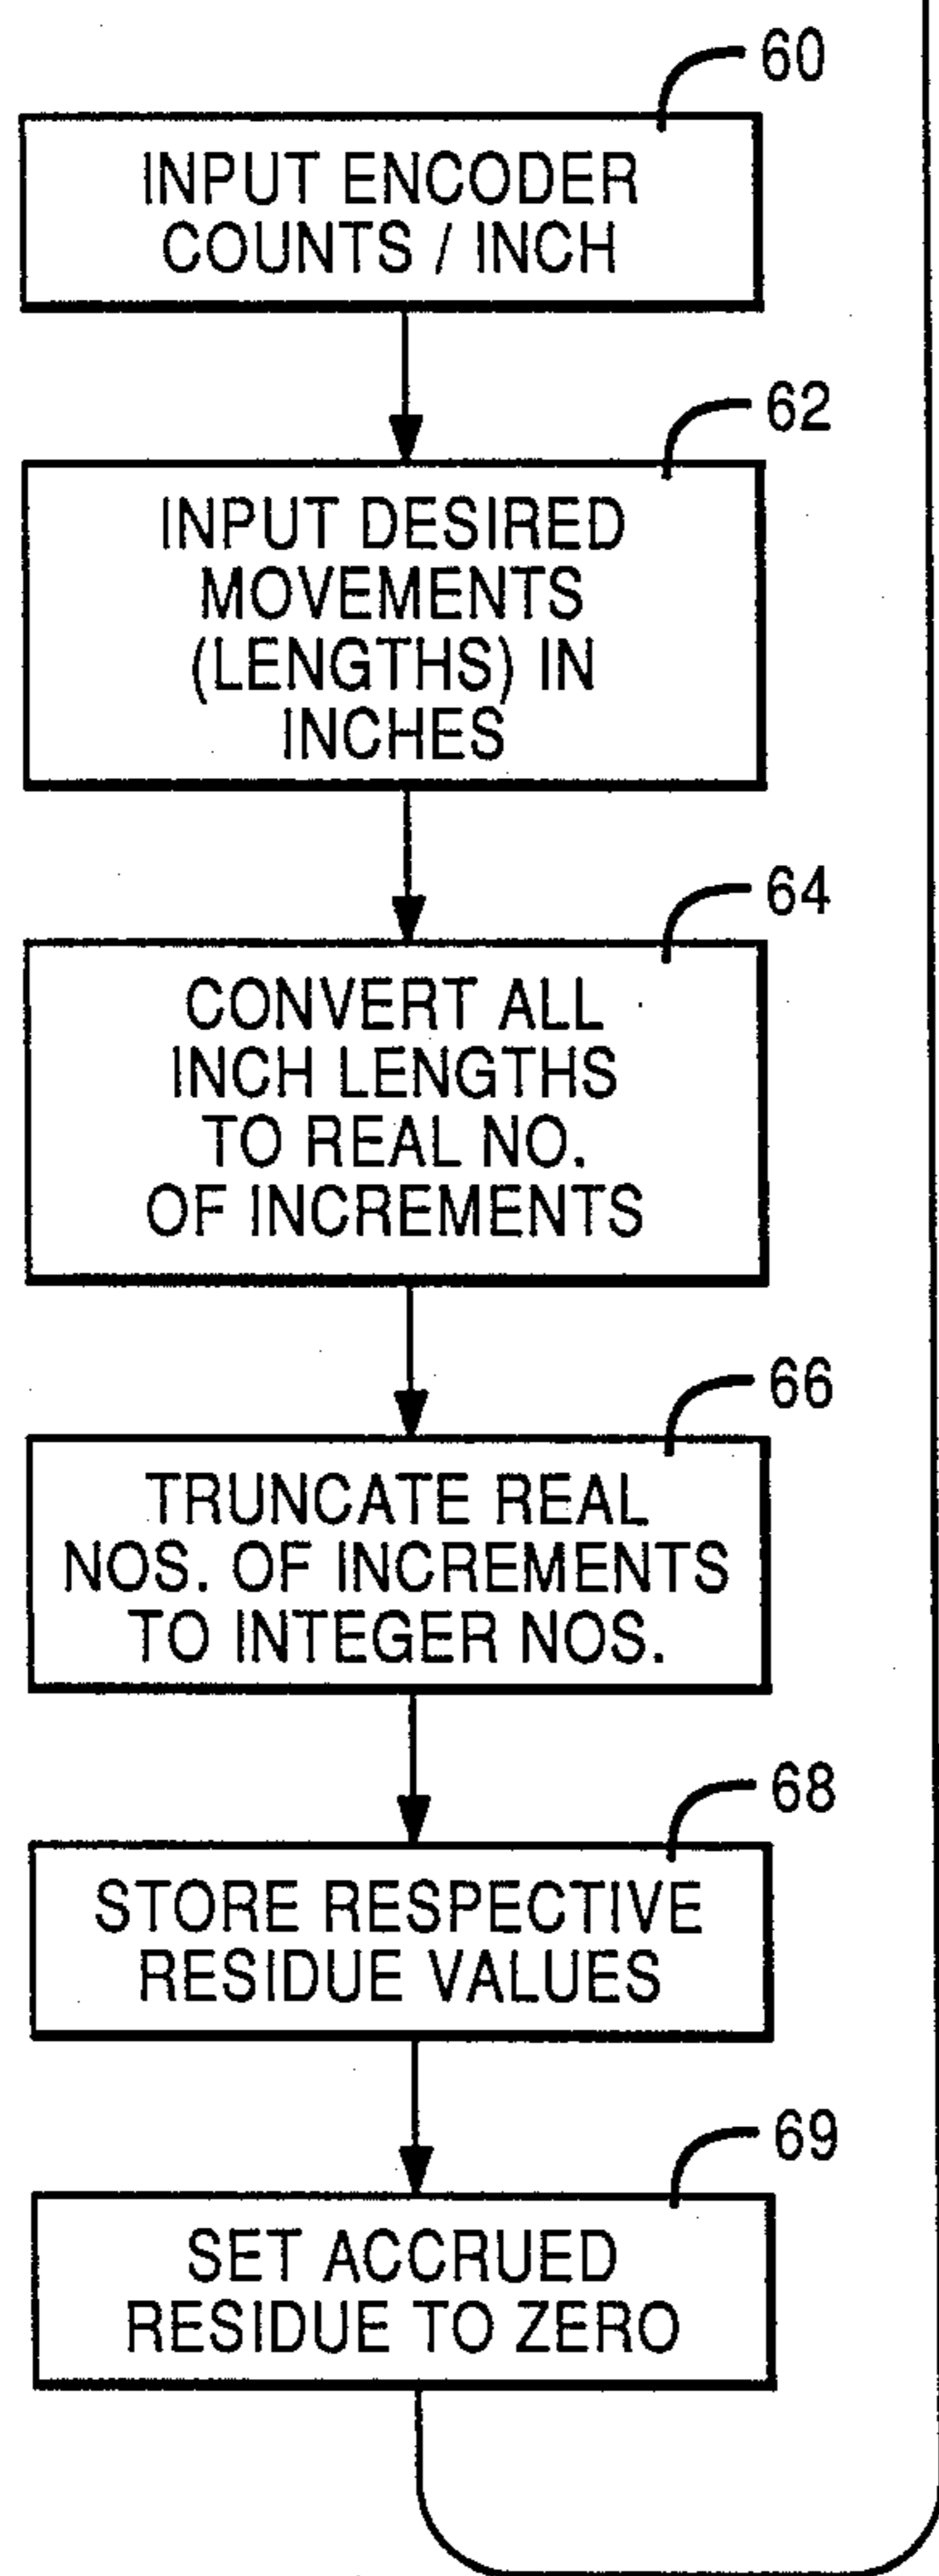 60
INPUT ENCODER
COUNTS / INCH
62
INPUT DESIRED
MOVEMENTS
(LENGTHS) IN
INCHES
64
CONVERT ALL
INCH LENGTHS
TO REAL NO.
OF INCREMENTS
66
TRUNCATE REAL
NOS. OF INCREMENTS
TO INTEGER NOS.
68
STORE RESPECTIVE
RESIDUE VALUES
69
SET ACCRUED
RESIDUE TO ZERO